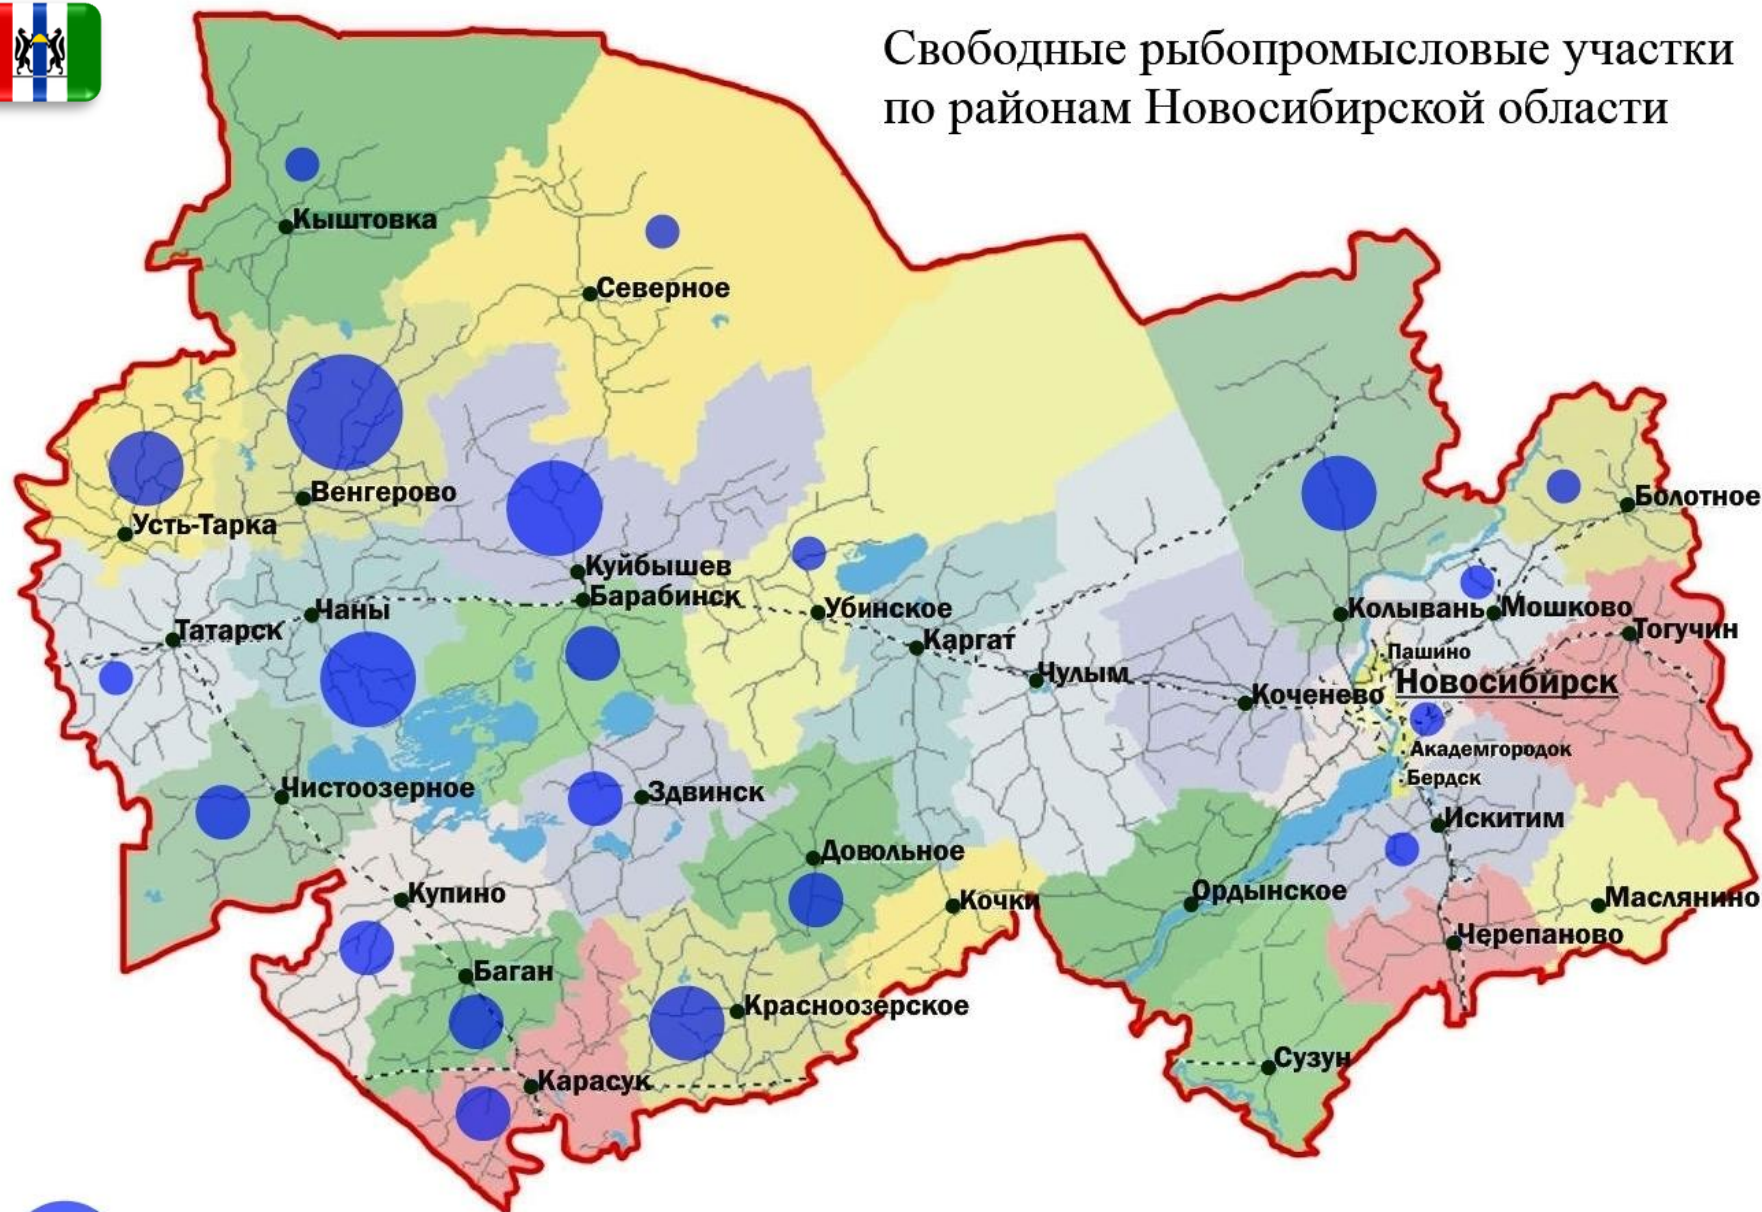 Свободные рыбопромысловые участки
по районам Новосибирской области
Кыштовка
Северное
Венгерово
Болотное
Усть-Тарка
Куйбышев
Барабинск
Чаны
Убинское
Колывань
Мошково
Татарск
Каргат
Тогучин
Пашино
Чулым
Новосибирск
Коченево
Академгородок
Бердск
Чистоозерное
Здвинск
Искитим
Довольное
Купино
Кочки
Ордынское
Маслянино
Черепаново
Баган
Красноозерское
Сузун
Карасук